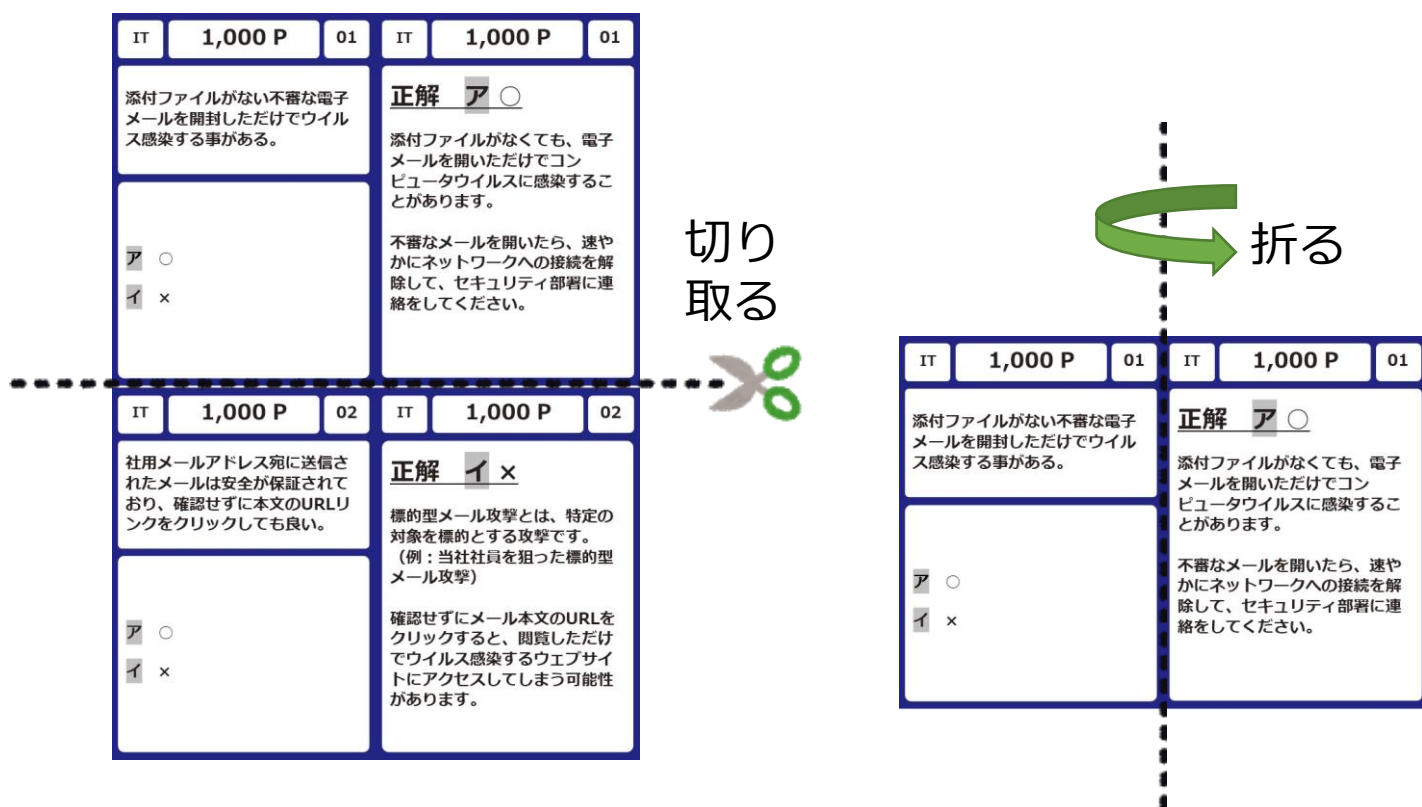 IT 1,000 P 01
添付ファイルがない不審な電子
メールを開封しただけでウイル
ス感染する事がある。
ア ○
イ ×
IT 1,000 P 01
正解 ア ○
添付ファイルがなくても、電子
メールを開いただけでコン
ピュータウイルスに感染するこ
とがあります。
不審なメールを開いたら、速や
かにネットワークへの接続を解
除して、セキュリティ部署に連
絡をしてください。
IT 1,000 P 02
社用メールアドレス宛に送信さ
れたメールは安全が保証されて
おり、確認せずに本文のURLリ
ンクをクリックしても良い。
ア ○
イ ×
IT 1,000 P 02
正解 イ ×
標的型メール攻撃とは、特定の
対象を標的とする攻撃です。
（例：当社社員を狙った標的型
メール攻撃）
確認せずにメール本文のURLを
クリックすると、閲覧しただけ
でウイルス感染するウェブサイ
トにアクセスしてしまう可能性
があります。
切り
取る
折る
IT 1,000 P 01
添付ファイルがない不審な電子
メールを開封しただけでウイル
ス感染する事がある。
ア ○
イ ×
IT 1,000 P 01
正解 ア ○
添付ファイルがなくても、電子
メールを開いただけでコン
ピュータウイルスに感染するこ
とがあります。
不審なメールを開いたら、速や
かにネットワークへの接続を解
除して、セキュリティ部署に連
絡をしてください。